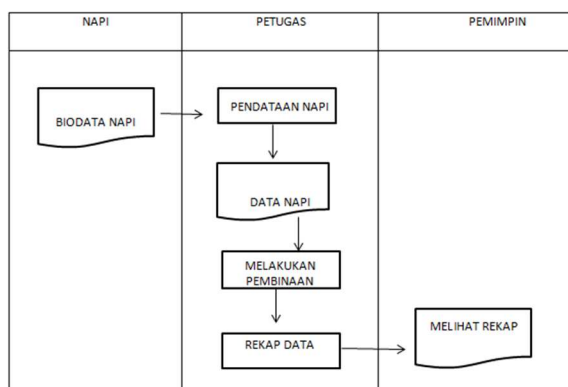 NAPI
PETUGAS
PEMIMPIN
BIODATA NAPI
PENDATAAN NAPI
DATA NAPI
MELAKUKAN
PEMBINAAN
REKAP DATA
MELIHAT REKAP